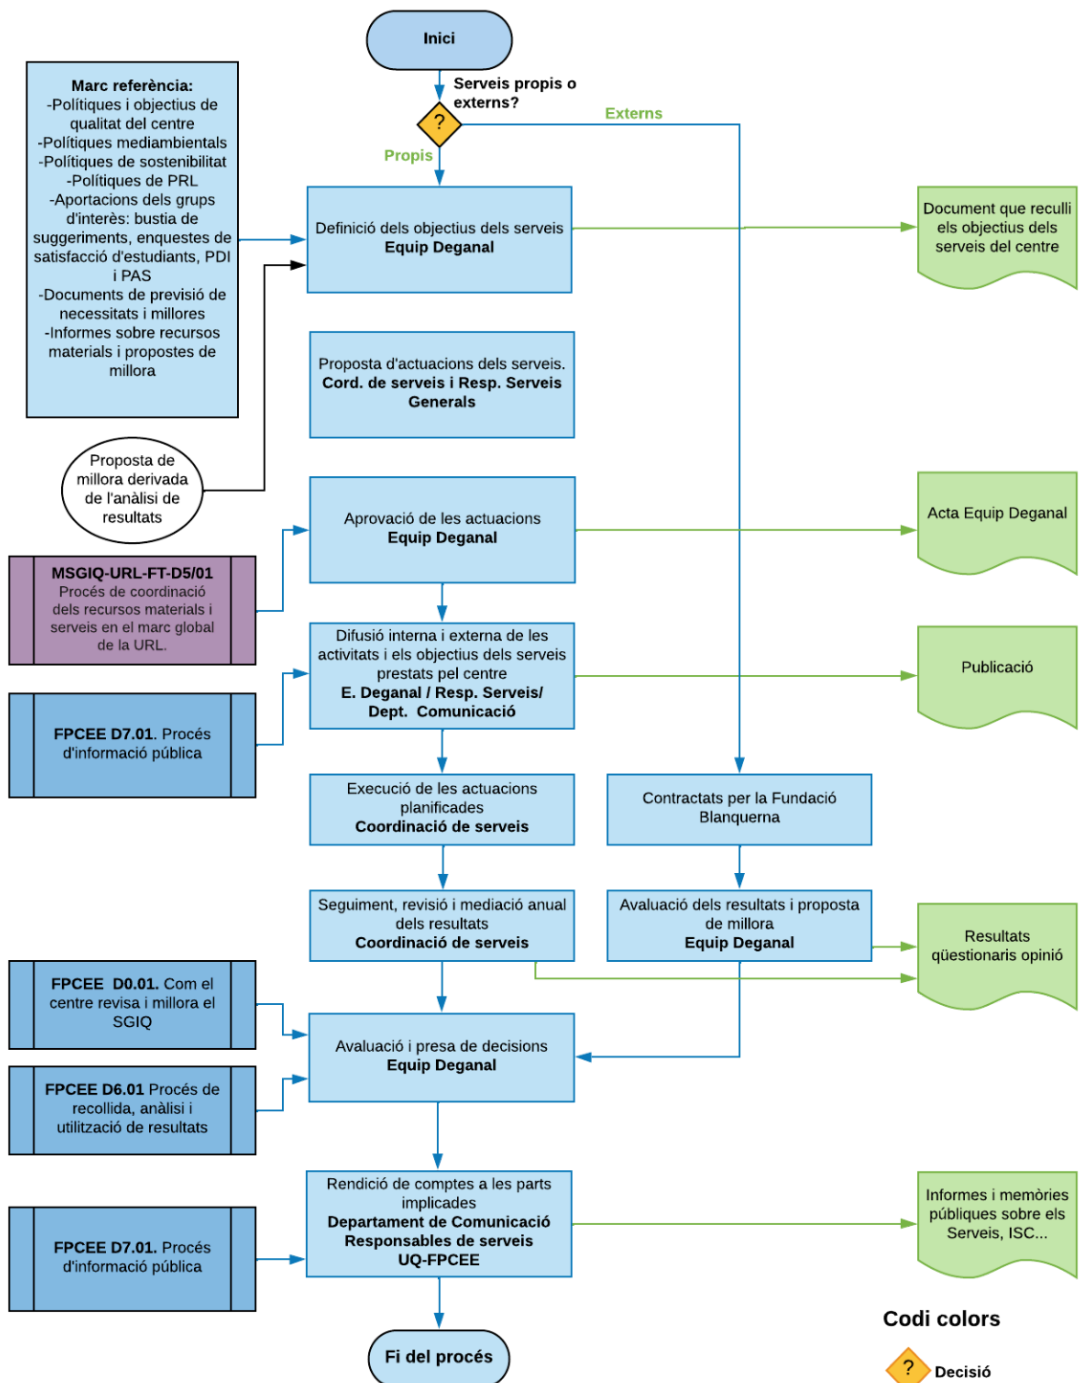 Inici
Serveis propis o
externs?
?
Externs
Propis
Marc referència:
-Polítiques i objectius de
qualitat del centre
-Polítiques mediambientals
-Polítiques de sostenibilitat
-Polítiques de PRL
-Aportacions dels grups
d'interès: bustia de
suggeriments, enquestes de
satisfacció d'estudiants, PDI
i PAS
-Documents de previsió de
necessitats i millores
-Informes sobre recursos
materials i propostes de
millora
Definició dels objectius dels serveis
Equip Deganal
Document que reculli
els objectius dels
serveis del centre
Proposta d'actuacions dels serveis.
Cord. de serveis i Resp. Serveis
Generals
Proposta de
millora derivada
de l'anàlisi de
resultats
Aprovació de les actuacions
Equip Deganal
Acta Equip Deganal
MSGIQ-URL-FT-D5/01
Procés de coordinació
dels recursos materials i
serveis en el marc global
de la URL.
Difusió interna i externa de les
activitats i els objectius dels serveis
prestats pel centre
E. Deganal / Resp. Serveis/
Dept. Comunicació
Publicació
FPCEE D7.01. Procés
d'informació pública
Execució de les actuacions
planificades
Coordinació de serveis
Contractats per la Fundació
Blanquerna
Seguiment, revisió i mediació anual
dels resultats
Coordinació de serveis
Avaluació dels resultats i proposta
de millora
Equip Deganal
Resultats
qüestionaris opinió
FPCEE D0.01. Com el
centre revisa i millora el
SGIQ
Avaluació i presa de decisions
Equip Deganal
FPCEE D6.01 Procés de
recollida, anàlisi i
utilització de resultats
Rendició de comptes a les parts
implicades
Departament de Comunicació
Responsables de serveis
UQ-FPCEE
Informes i memòries
públiques sobre els
Serveis, ISC...
FPCEE D7.01. Procés
d'informació pública
Fi del procés
Codi colors
?
Decisió